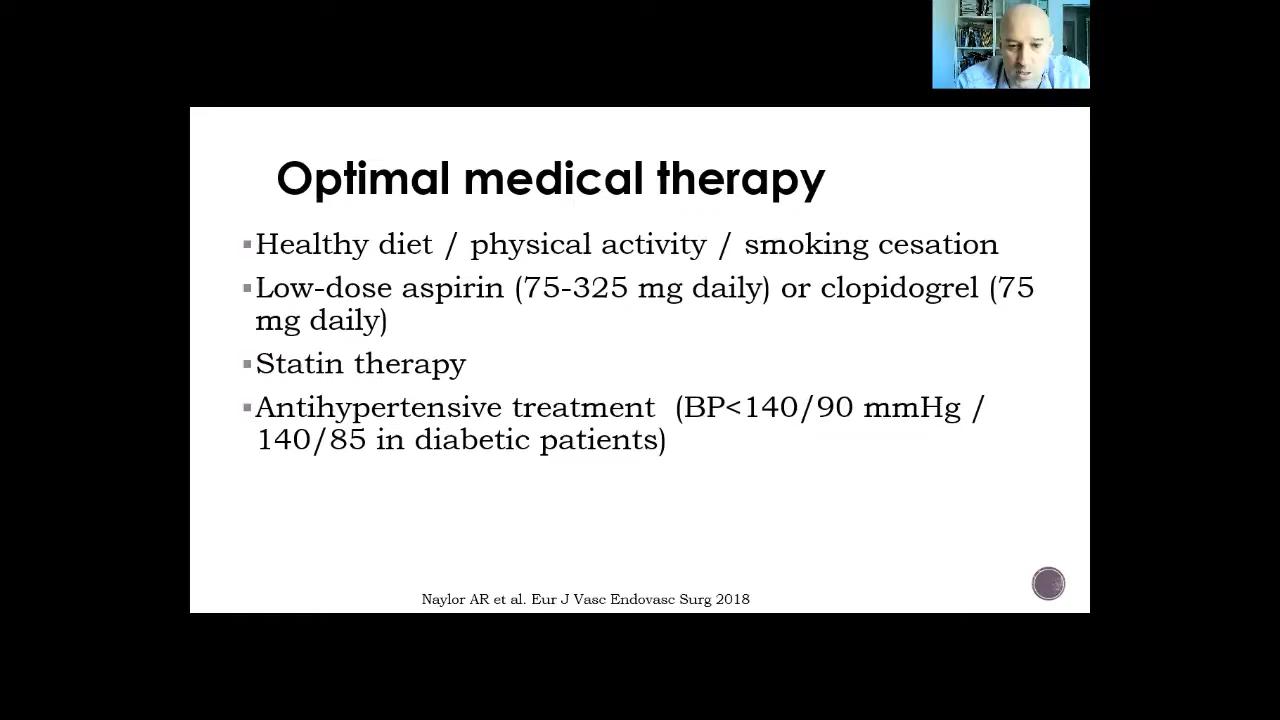 Optimal medical therapy
▪Healthy diet / physical activity / smoking cesation
▪Low-dose aspirin (75-325 mg daily) or clopidogrel (75
mg daily)
▪Statin therapy
▪Antihypertensive treatment  (BP<140/90 mmHg /
140/85 in diabetic patients)
Naylor AR et al. Eur J Vasc Endovasc Surg 2018